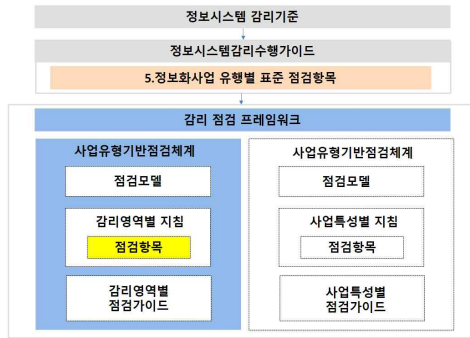 정보시스템 감리기준
정보시스템감리수행가이드
5.정보화사업 유행별 표준 점검항목
감리 점검 프레임워크
사업유형기반점검체계
점검모델
감리영역별 지침
점검항목
감리영역별
점검가이드
사업유형기반점검체계
점검모델
사업특성별 지침
점검항목
사업특성별
점검가이드